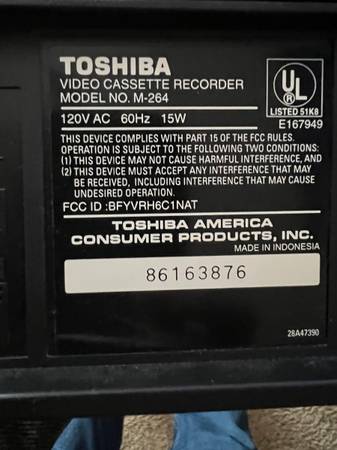 TOSHIBA
VIDEO CASSETTE RECORDER
MODEL NO. M-264
120V AC 60Hz 15W
UL
®
LISTED 51K8
E167949
THIS DEVICE COMPLIES WITH PART 15 OF THE FCC RULES.
OPERATION IS SUBJECT TO THE FOLLOWING TWO CONDITIONS:
(1) THIS DEVICE MAY NOT CAUSE HARMFUL INTERFERENCE, AND
(2) THIS DEVICE MUST ACCEPT ANY INTERFERENCE THAT MAY
BE RECEIVED, INCLUDING INTERFERENCE THAT MAY CAUSE
UNDESIRED OPERATION.
FCC ID :BFYVRH6C1NAT
TOSHIBA AMERICA
CONSUMER PRODUCTS, INC.
MADE IN INDONESIA
86163876
28A47390